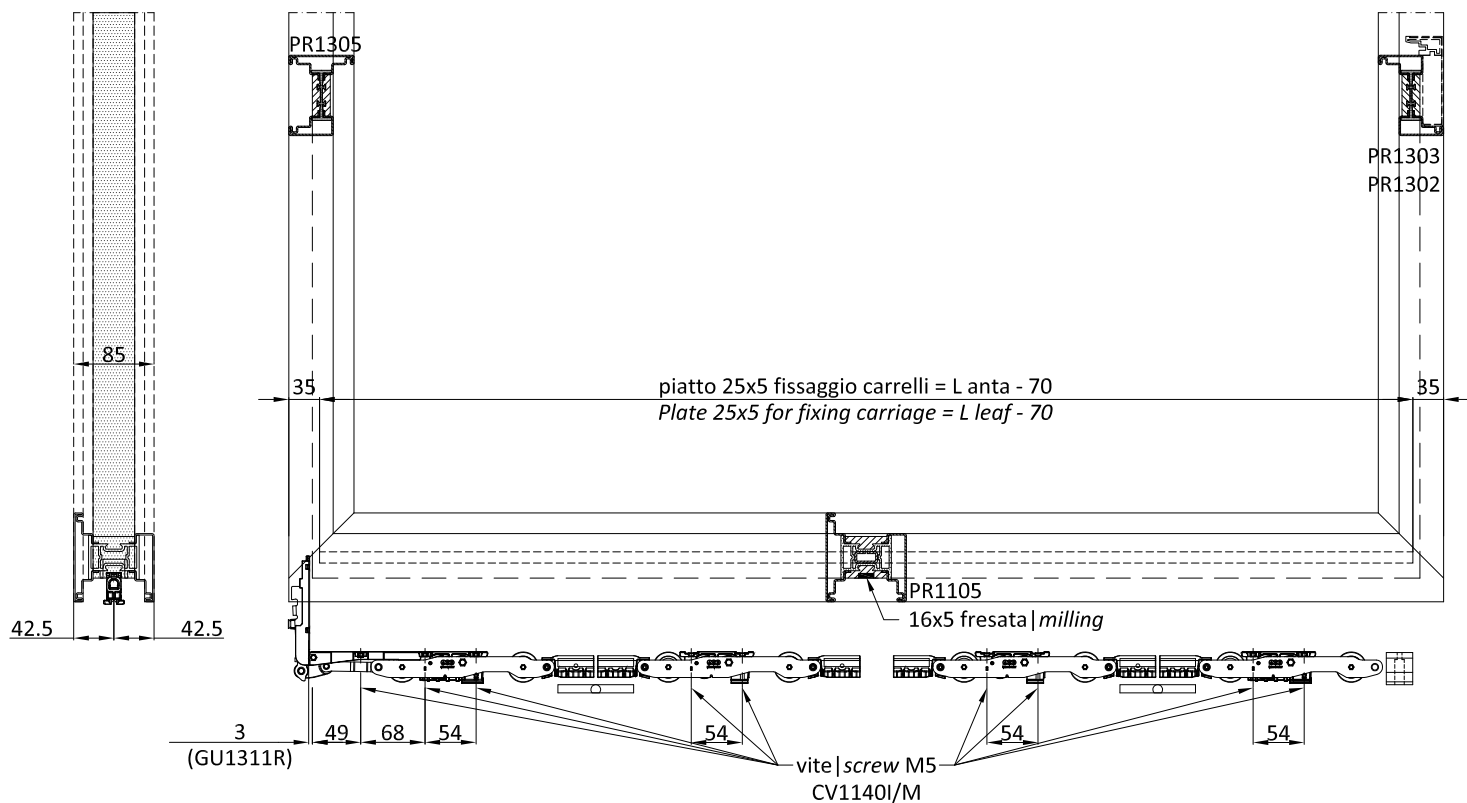 PR1305
PR1303
PR1302
85
35
piatto 25x5 fissaggio carrelli = L anta - 70
Plate 25x5 for fixing carriage = L leaf - 70
35
PR1105
16x5 fresata|milling
42.5
42.5
3
(GU1311R)
49
68
54
54
54
54
vite|screw M5
CV1140I/M